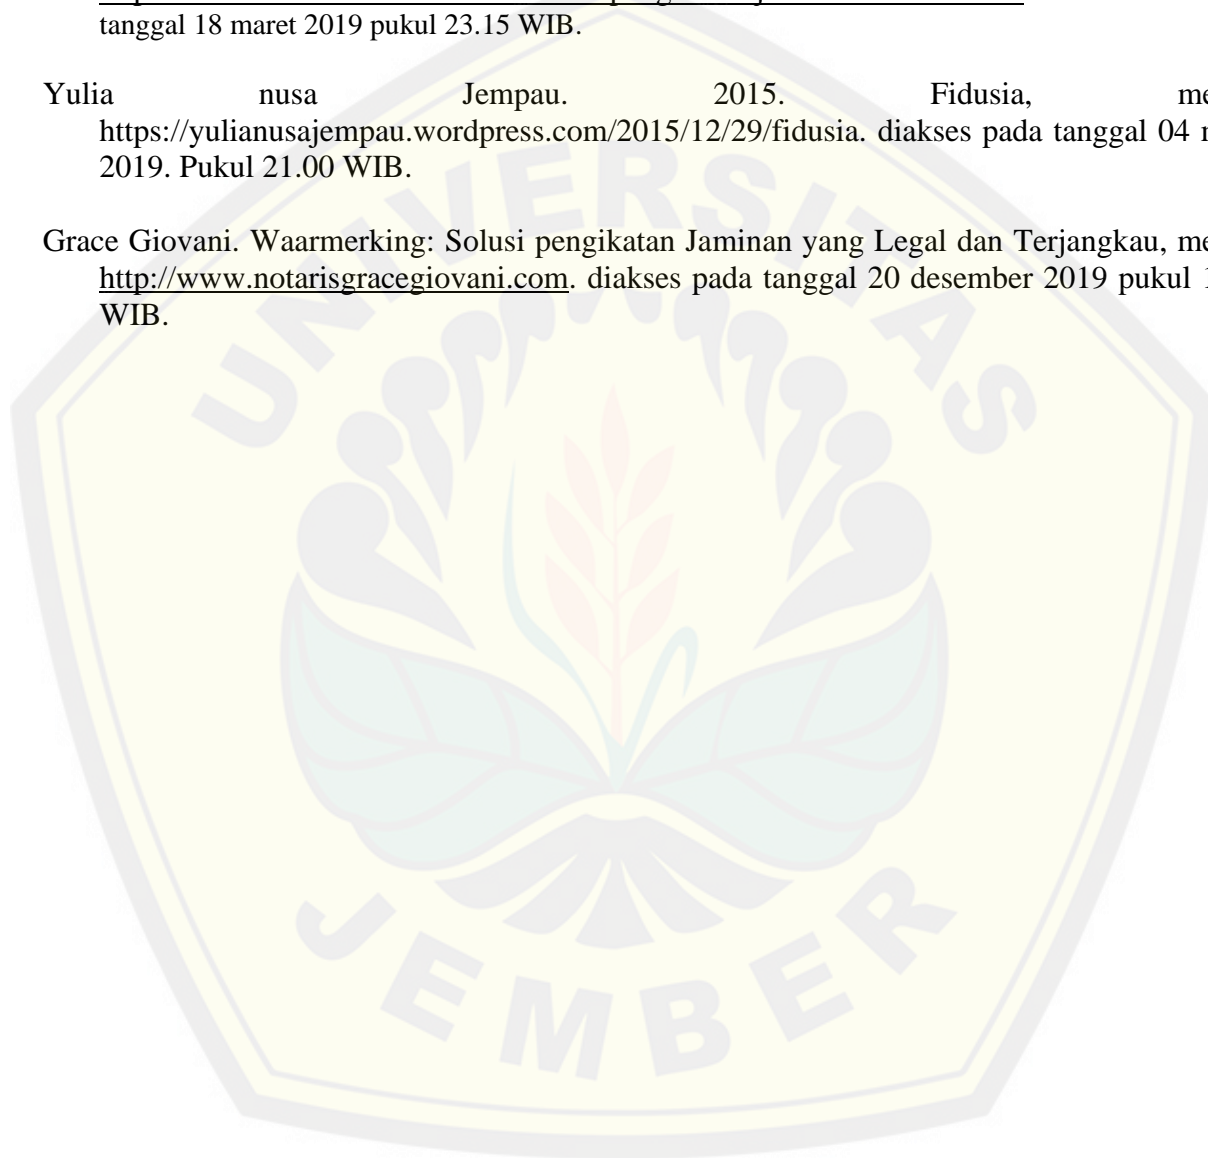 tanggal 18 maret 2019 pukul 23.15 WIB.
Yulia nusa Jempau. 2015. Fidusia,
https://yulianusajempau.wordpress.com/2015/12/29/fidusia. diakses pada tanggal 04
2019. Pukul 21.00 WIB.
Grace Giovani. Waarmerking: Solusi pengikatan Jaminan yang Legal dan Terjangkau,
http://www.notarisgracegiovani.com. diakses pada tanggal 20 desember 2019 pukul
WIB.
UNIVERSITAS
JEMBER